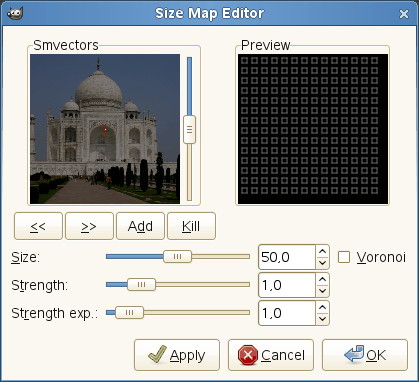 Size Map Editor
Smvectors
Preview
<<
>>
Add
Kill
Size:
50,0
Voronoi
Strength:
1,0
Strength exp.:
1,0
Apply
Cancel
OK